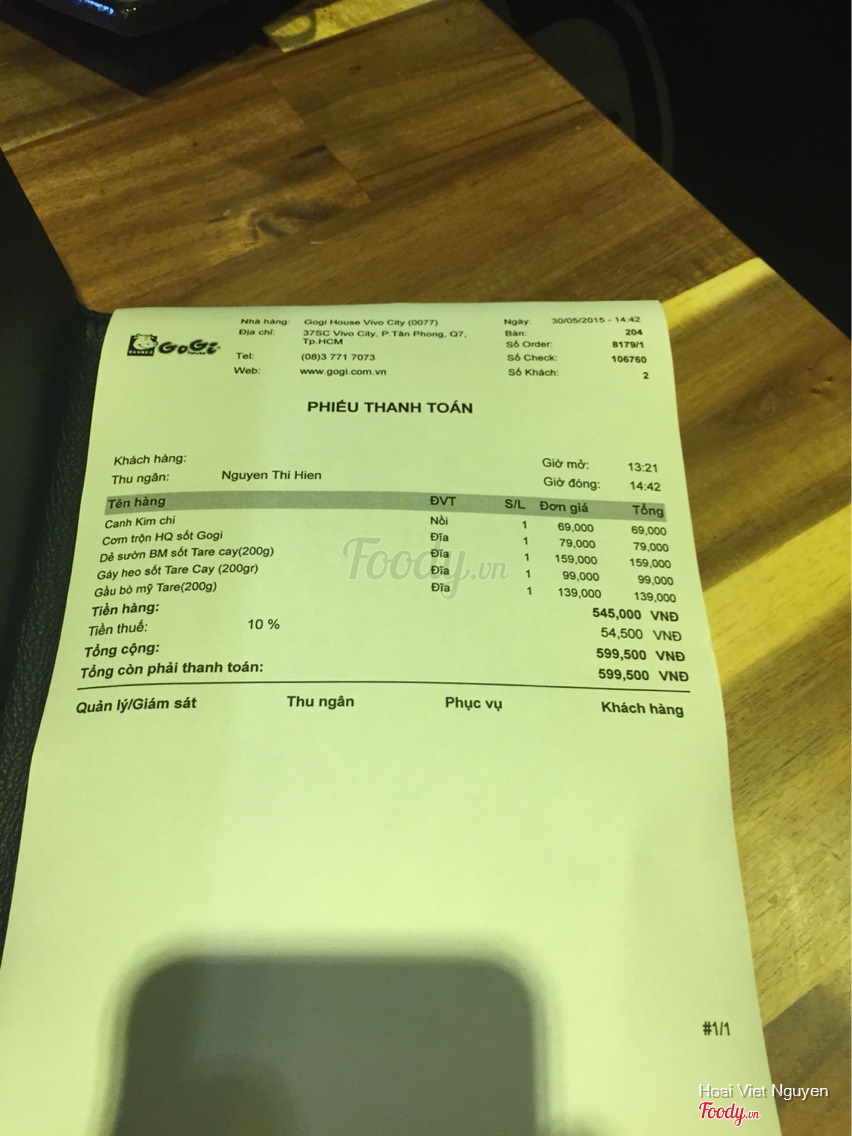 GoGi House
Nhà hàng: Gogi House Vivo City (0077)
Địa chỉ: 37SC Vivo City, P.Tân Phong, Q7,
Tp.HCM
Tel: (08)3 771 7073
Web: www.gogi.com.vn
Ngày: 30/05/2015 - 14:42
Bàn: 204
Số Order: 8179/1
Số Check: 106760
Số Khách: 2
PHIẾU THANH TOÁN
Khách hàng:
Thu ngân: Nguyen Thi Hien
Giờ mở: 13:21
Giờ đóng: 14:42
Tên hàng ĐVT S/L Đơn giá Tổng
Canh Kim chi Nồi 1 69,000 69,000
Cơm trộn HQ sốt Gogi Đĩa 1 79,000 79,000
Dẻ sườn BM sốt Tare cay(200g) Đĩa 1 159,000 159,000
Gáy heo sốt Tare Cay (200gr) Đĩa 1 99,000 99,000
Gầu bò mỹ Tare(200g) Đĩa 1 139,000 139,000
Tiền hàng: 545,000 VNĐ
Tiền thuế: 10 % 54,500 VNĐ
Tổng cộng: 599,500 VNĐ
Tổng còn phải thanh toán: 599,500 VNĐ
Quản lý/Giám sát Thu ngân Phục vụ Khách hàng
Foody.vn
#1/1
Hoai Viet Nguyen
Foody.vn